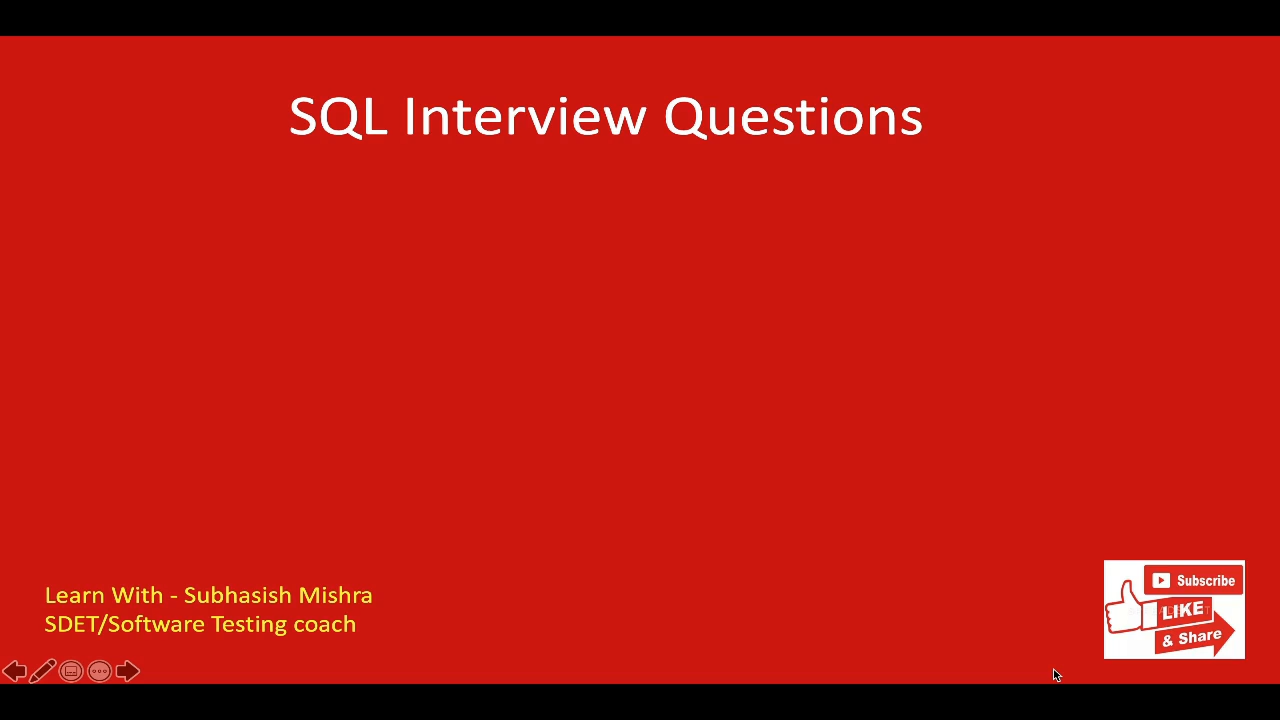 SQL Interview Questions
Learn With - Subhasish Mishra
SDET/Software Testing coach
Subscribe
LIKE
& Share